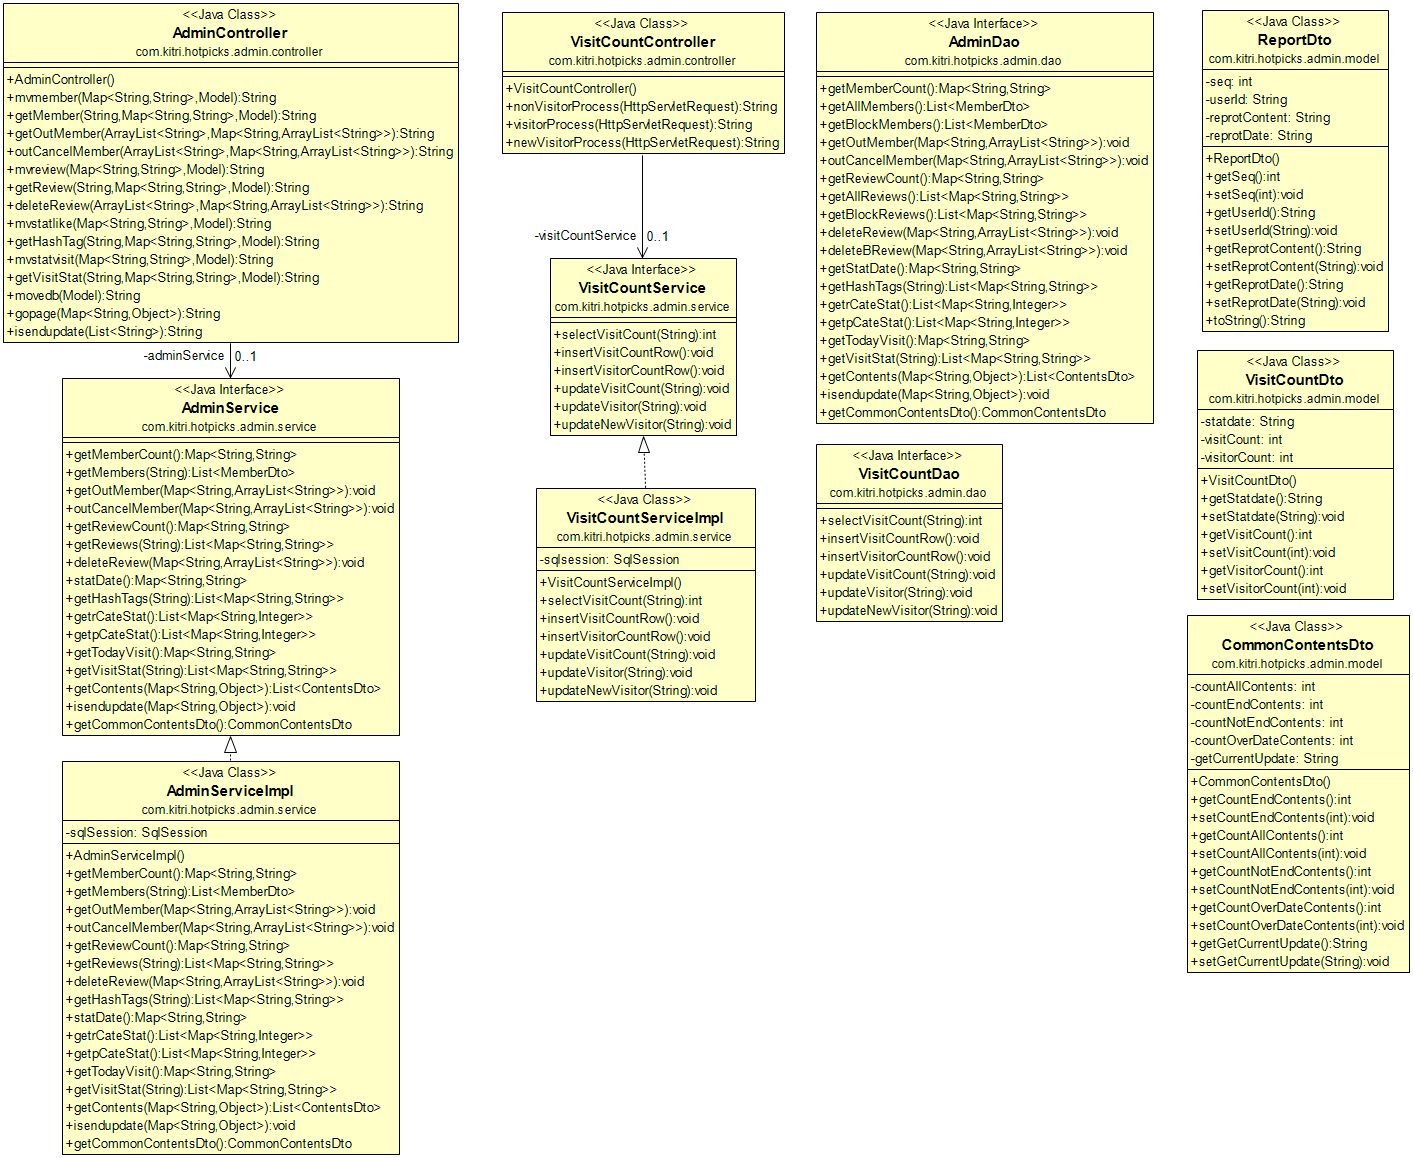 <<Java Class>>
AdminController
com.kitri.hotpicks.admin.controller
+AdminController()
+mvmember(Map<String,String>,Model):String
+getMember(String,Map<String,String>,Model):String
+getOutMember(ArrayList<String>,Map<String,ArrayList<String>>):String
+outCancelMember(ArrayList<String>,Map<String,ArrayList<String>>):String
+mvreview(Map<String,String>,Model):String
+getReview(String,Map<String,String>,Model):String
+deleteReview(ArrayList<String>,Map<String,ArrayList<String>>):String
+mvstatlike(Map<String,String>,Model):String
+getHashTag(String,Map<String,String>,Model):String
+mvstatvisit(Map<String,String>,Model):String
+getVisitStat(String,Map<String,String>,Model):String
+movedb(Model):String
+gopage(Map<String,Object>):String
+isendupdate(List<String>):String
-adminService 0..1
<<Java Interface>>
AdminService
com.kitri.hotpicks.admin.service
+getMemberCount():Map<String,String>
+getMembers(String):List<MemberDto>
+getOutMember(Map<String,ArrayList<String>>):void
+outCancelMember(Map<String,ArrayList<String>>):void
+getReviewCount():Map<String,String>
+getReviews(String):List<Map<String,String>>
+deleteReview(Map<String,ArrayList<String>>):void
+statDate():Map<String,String>
+getHashTags(String):List<Map<String,String>>
+getrCateStat():List<Map<String,Integer>>
+getpCateStat():List<Map<String,Integer>>
+getTodayVisit():Map<String,String>
+getVisitStat(String):List<Map<String,String>>
+getContents(Map<String,Object>):List<ContentsDto>
+isendupdate(Map<String,Object>):void
+getCommonContentsDto():CommonContentsDto
<<Java Class>>
AdminServiceImpl
com.kitri.hotpicks.admin.service
-sqlSession: SqlSession
+AdminServiceImpl()
+getMemberCount():Map<String,String>
+getMembers(String):List<MemberDto>
+getOutMember(Map<String,ArrayList<String>>):void
+outCancelMember(Map<String,ArrayList<String>>):void
+getReviewCount():Map<String,String>
+getReviews(String):List<Map<String,String>>
+deleteReview(Map<String,ArrayList<String>>):void
+getHashTags(String):List<Map<String,String>>
+statDate():Map<String,String>
+getrCateStat():List<Map<String,Integer>>
+getpCateStat():List<Map<String,Integer>>
+getTodayVisit():Map<String,String>
+getVisitStat(String):List<Map<String,String>>
+getContents(Map<String,Object>):List<ContentsDto>
+isendupdate(Map<String,Object>):void
+getCommonContentsDto():CommonContentsDto
<<Java Class>>
VisitCountController
com.kitri.hotpicks.admin.controller
+VisitCountController()
+nonVisitorProcess(HttpServletRequest):String
+visitorProcess(HttpServletRequest):String
+newVisitorProcess(HttpServletRequest):String
-visitCountService 0..1
<<Java Interface>>
VisitCountService
com.kitri.hotpicks.admin.service
+selectVisitCount(String):int
+insertVisitCountRow():void
+insertVisitorCountRow():void
+updateVisitCount(String):void
+updateVisitor(String):void
+updateNewVisitor(String):void
<<Java Class>>
VisitCountServiceImpl
com.kitri.hotpicks.admin.service
-sqlsession: SqlSession
+VisitCountServiceImpl()
+selectVisitCount(String):int
+insertVisitCountRow():void
+insertVisitorCountRow():void
+updateVisitCount(String):void
+updateVisitor(String):void
+updateNewVisitor(String):void
<<Java Interface>>
AdminDao
com.kitri.hotpicks.admin.dao
+getMemberCount():Map<String,String>
+getAllMembers():List<MemberDto>
+getBlockMembers():List<MemberDto>
+getOutMember(Map<String,ArrayList<String>>):void
+outCancelMember(Map<String,ArrayList<String>>):void
+getReviewCount():Map<String,String>
+getAllReviews():List<Map<String,String>>
+getBlockReviews():List<Map<String,String>>
+deleteReview(Map<String,ArrayList<String>>):void
+deleteBReview(Map<String,ArrayList<String>>):void
+getStatDate():Map<String,String>
+getHashTags(String):List<Map<String,String>>
+getrCateStat():List<Map<String,Integer>>
+getpCateStat():List<Map<String,Integer>>
+getTodayVisit():Map<String,String>
+getVisitStat(String):List<Map<String,String>>
+getContents(Map<String,Object>):List<ContentsDto>
+isendupdate(Map<String,Object>):void
+getCommonContentsDto():CommonContentsDto
<<Java Interface>>
VisitCountDao
com.kitri.hotpicks.admin.dao
+selectVisitCount(String):int
+insertVisitCountRow():void
+insertVisitorCountRow():void
+updateVisitCount(String):void
+updateVisitor(String):void
+updateNewVisitor(String):void
<<Java Class>>
ReportDto
com.kitri.hotpicks.admin.model
-seq: int
-userId: String
-reprotContent: String
-reprotDate: String
+ReportDto()
+getSeq():int
+setSeq(int):void
+getUserId():String
+setUserId(String):void
+getReprotContent():String
+setReprotContent(String):void
+getReprotDate():String
+setReprotDate(String):void
+toString():String
<<Java Class>>
VisitCountDto
com.kitri.hotpicks.admin.model
-statdate: String
-visitCount: int
-visitorCount: int
+VisitCountDto()
+getStatdate():String
+setStatdate(String):void
+getVisitCount():int
+setVisitCount(int):void
+getVisitorCount():int
+setVisitorCount(int):void
<<Java Class>>
CommonContentsDto
com.kitri.hotpicks.admin.model
-countAllContents: int
-countEndContents: int
-countNotEndContents: int
-countOverDateContents: int
-getCurrentUpdate: String
+CommonContentsDto()
+getCountEndContents():int
+setCountEndContents(int):void
+getCountAllContents():int
+setCountAllContents(int):void
+getCountNotEndContents():int
+setCountNotEndContents(int):void
+getCountOverDateContents():int
+setCountOverDateContents(int):void
+getGetCurrentUpdate():String
+setGetCurrentUpdate(String):void